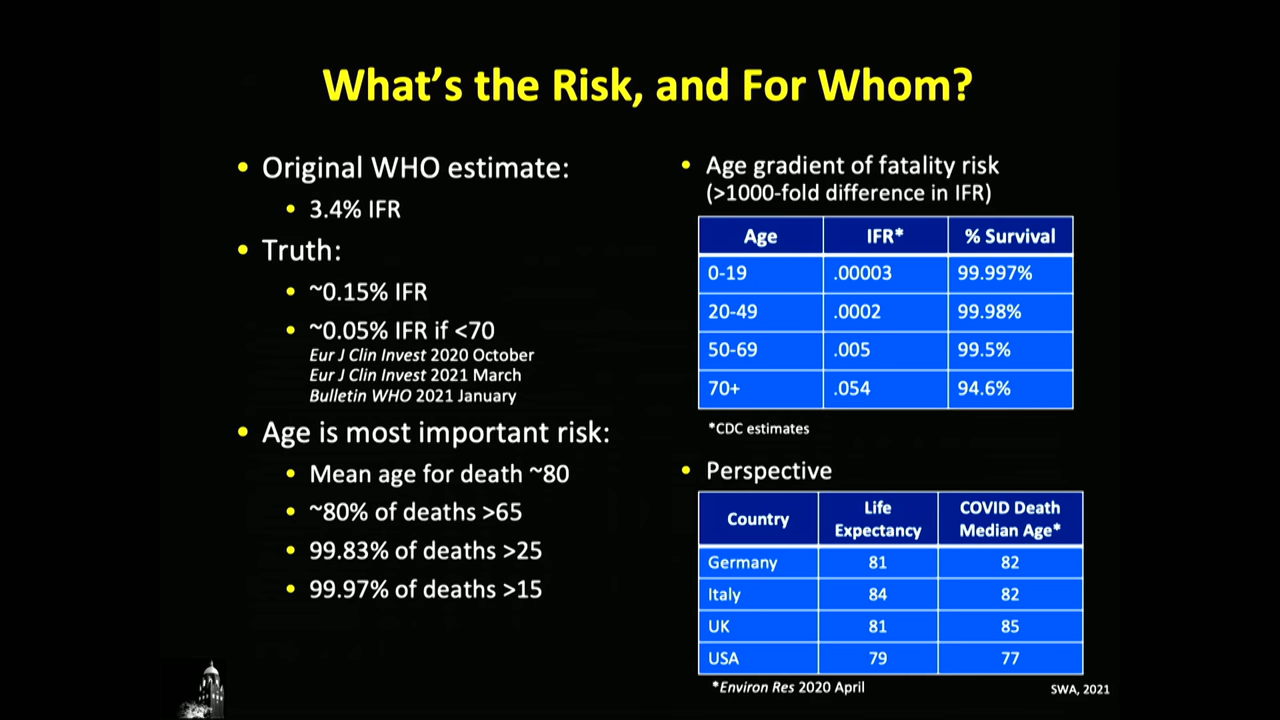 What's the Risk, and For Whom?
• Original WHO estimate:
• 3.4% IFR
• Truth:
• ~0.15% IFR
• ~0.05% IFR if <70
Eur J Clin Invest 2020 October
Eur J Clin Invest 2021 March
Bulletin WHO 2021 January
• Age is most important risk:
• Mean age for death ~80
• ~80% of deaths >65
• 99.83% of deaths >25
• 99.97% of deaths >15
• Age gradient of fatality risk
(>1000-fold difference in IFR)
Age IFR* % Survival
0-19 .00003 99.997%
20-49 .0002 99.98%
50-69 .005 99.5%
70+ .054 94.6%
*CDC estimates
• Perspective
Country Life Expectancy COVID Death Median Age*
Germany 81 82
Italy 84 82
UK 81 85
USA 79 77
*Environ Res 2020 April
SWA, 2021